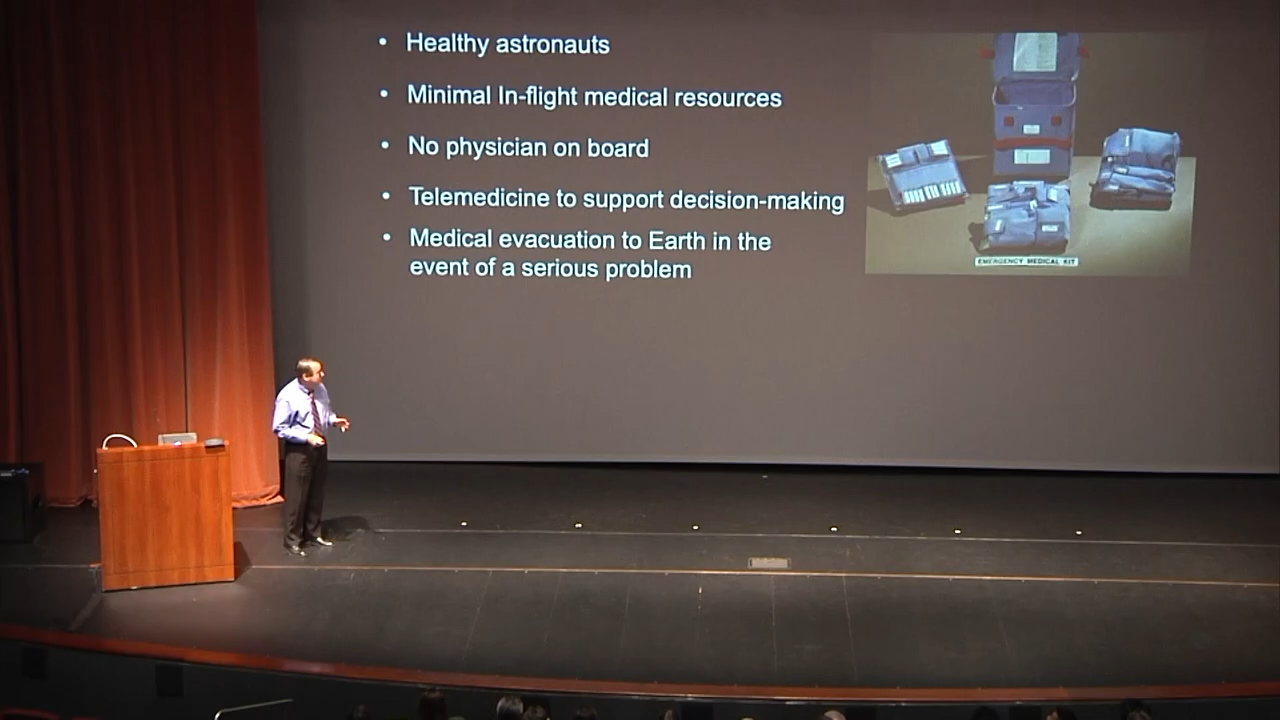 • Healthy astronauts
• Minimal In-flight medical resources
• No physician on board
• Telemedicine to support decision-making
• Medical evacuation to Earth in the
event of a serious problem
EMERGENCY MEDICAL KIT